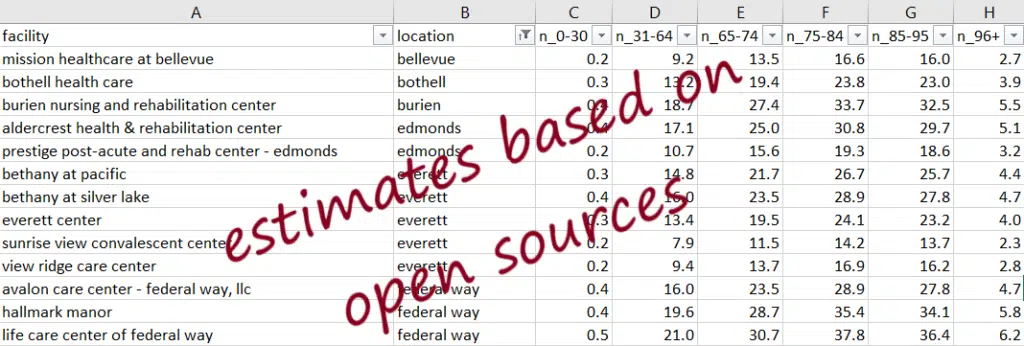 A B C D E F G H
facility location n_0-30 n_31-64 n_65-74 n_75-84 n_85-95 n_96+
mission healthcare at bellevue bellevue 0.2 9.2 13.5 16.6 16.0 2.7
bothell health care bothell 0.3 13.2 19.4 23.8 23.0 3.9
burien nursing and rehabilitation center burien 0.4 18.7 27.4 33.7 32.5 5.5
aldercrest health & rehabilitation center edmonds 0.4 17.1 25.0 30.8 29.7 5.1
prestige post-acute and rehab center - edmonds edmonds 0.2 10.7 15.6 19.3 18.6 3.2
bethany at pacific everett 0.3 14.8 21.7 26.7 25.7 4.4
bethany at silver lake everett 0.4 16.0 23.5 28.9 27.8 4.7
everett center everett 0.3 13.4 19.5 24.1 23.2 4.0
sunrise view convalescent center everett 0.2 7.9 11.5 14.2 13.7 2.3
view ridge care center everett 0.2 9.4 13.7 16.9 16.2 2.8
avalon care center - federal way, llc federal way 0.4 16.0 23.5 28.9 27.8 4.7
hallmark manor federal way 0.4 19.6 28.7 35.4 34.1 5.8
life care center of federal way federal way 0.5 21.0 30.7 37.8 36.4 6.2
estimates based on
open sources